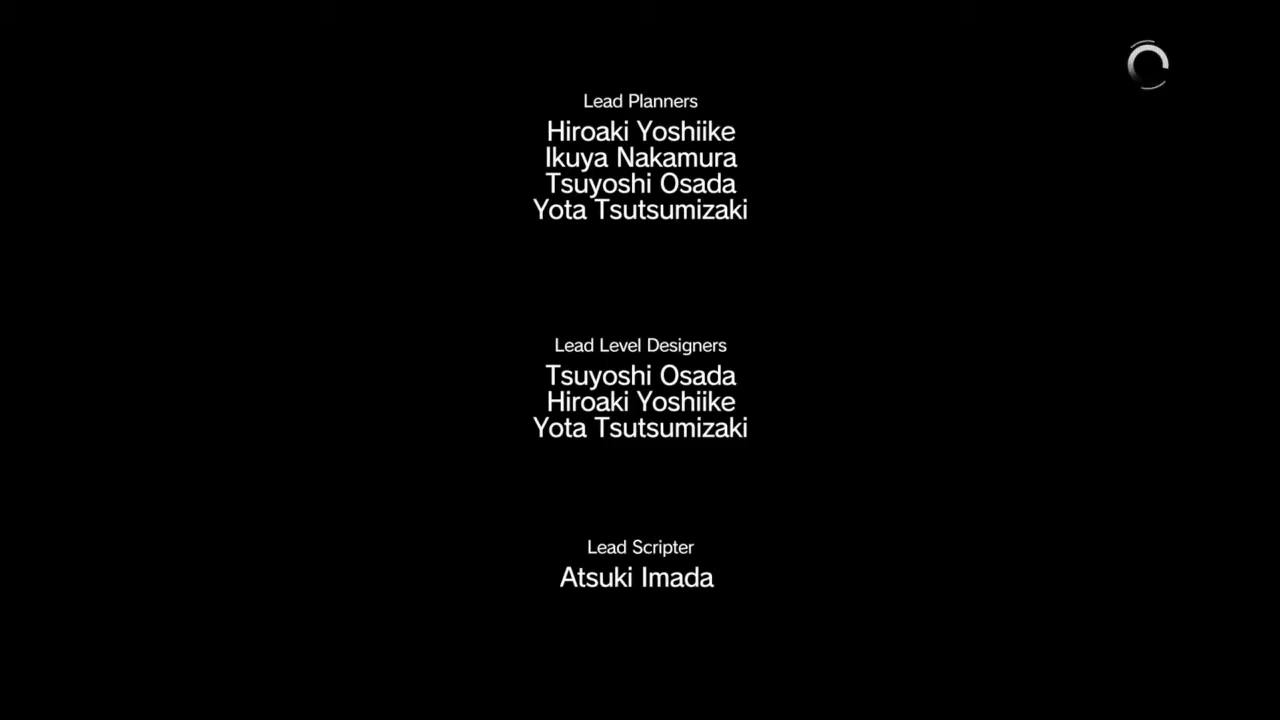 Lead Planners
Hiroaki Yoshiike
Ikuya Nakamura
Tsuyoshi Osada
Yota Tsutsumizaki
Lead Level Designers
Tsuyoshi Osada
Hiroaki Yoshiike
Yota Tsutsumizaki
Lead Scripter
Atsuki Imada